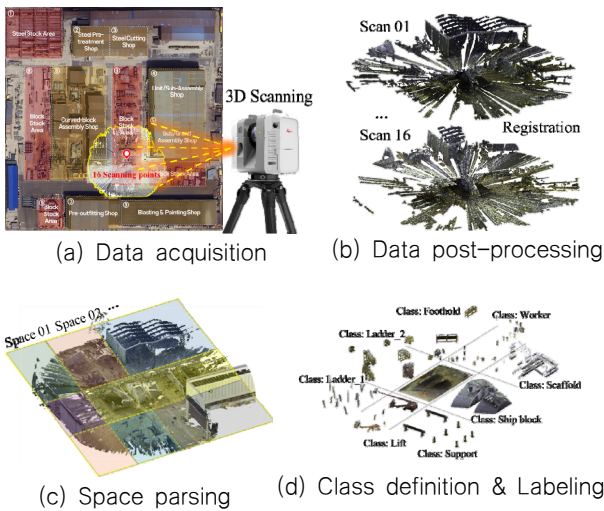 Steel Stock Area
Steel Pre-
treatment
Shop
Steel Cutting
Shop
Block
Stock
Area
Curved-block
Assembly Shop
Block
Stock
Area
Unit
Assembly
Shop
Assembly
Shop
16 Scanning points
Block
Stock
Area
Pre-outfitting Shop
Blasting & Painting Shop
3D Scanning
(a) Data acquisition
Scan 01
...
Registration
Scan 16
(b) Data post-processing
Space 01 Space 02 ...
(c) Space parsing
Class: Foothold
Class: Worker
Class: Ladder_2
Class: Ladder_1
Class: Scaffold
Class: Ship block
Class: Lift
Class: Support
(d) Class definition & Labeling